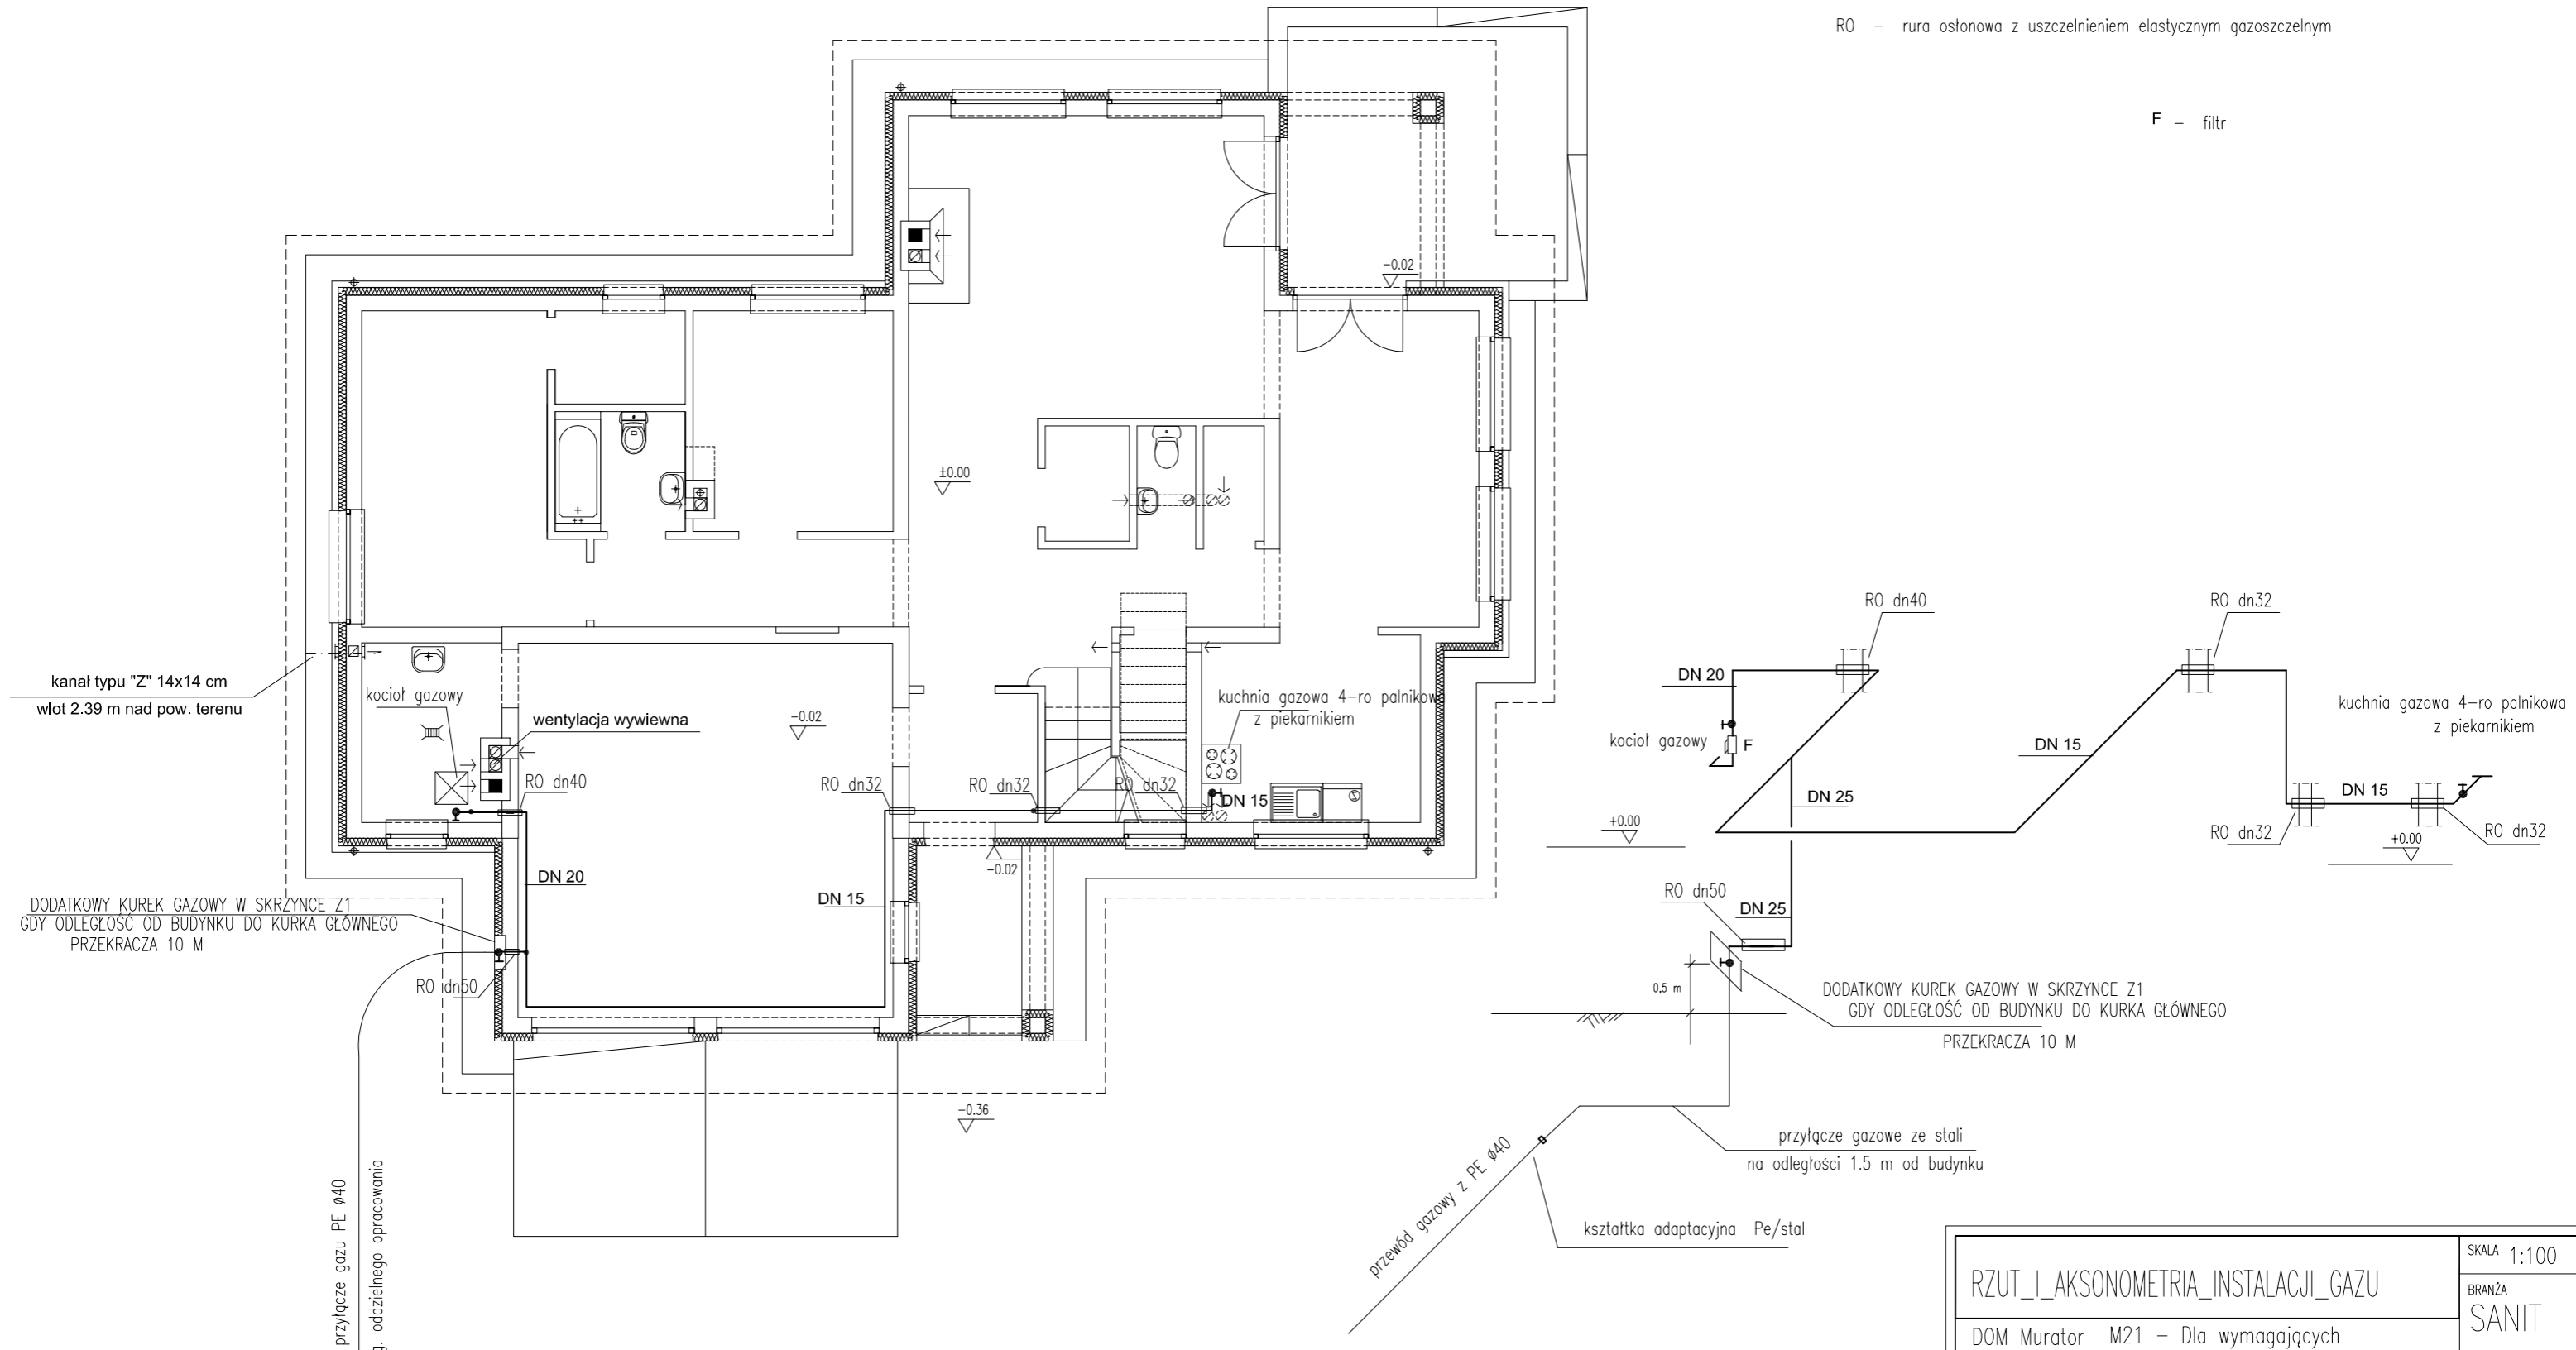 RO – rura osłonowa z uszczelnieniem elastycznym gazoszczelnym
F – filtr
-0.02
±0.00
kanał typu "Z" 14x14 cm
wlot 2.39 m nad pow. terenu
kocioł gazowy
wentylacja wywiewna
-0.02
kuchnia gazowa 4-ro palnikowa
z piekarnikiem
RO dn40
RO dn32
RO dn32
RO dn32
DN 15
-0.02
DN 20
DN 15
DODATKOWY KUREK GAZOWY W SKRZYNCE Z1
GDY ODLEGŁOŚĆ OD BUDYNKU DO KURKA GŁÓWNEGO
PRZEKRACZA 10 M
RO dn50
-0.36
przyłącze gazu PE ø40
g. oddzielnego opracowania
RO dn40
RO dn32
DN 20
kocioł gazowy
F
DN 25
DN 15
kuchnia gazowa 4-ro palnikowa
z piekarnikiem
DN 15
+0.00
RO dn32
RO dn32
+0.00
RO dn50
DN 25
0,5 m
DODATKOWY KUREK GAZOWY W SKRZYNCE Z1
GDY ODLEGŁOŚĆ OD BUDYNKU DO KURKA GŁÓWNEGO
PRZEKRACZA 10 M
przyłącze gazowe ze stali
na odległości 1.5 m od budynku
przewód gazowy z PE ø40
kształtka adaptacyjna Pe/stal
RZUT_I_AKSONOMETRIA_INSTALACJI_GAZU
SKALA 1:100
BRANŻA
SANIT
DOM Murator M21 – Dla wymagających